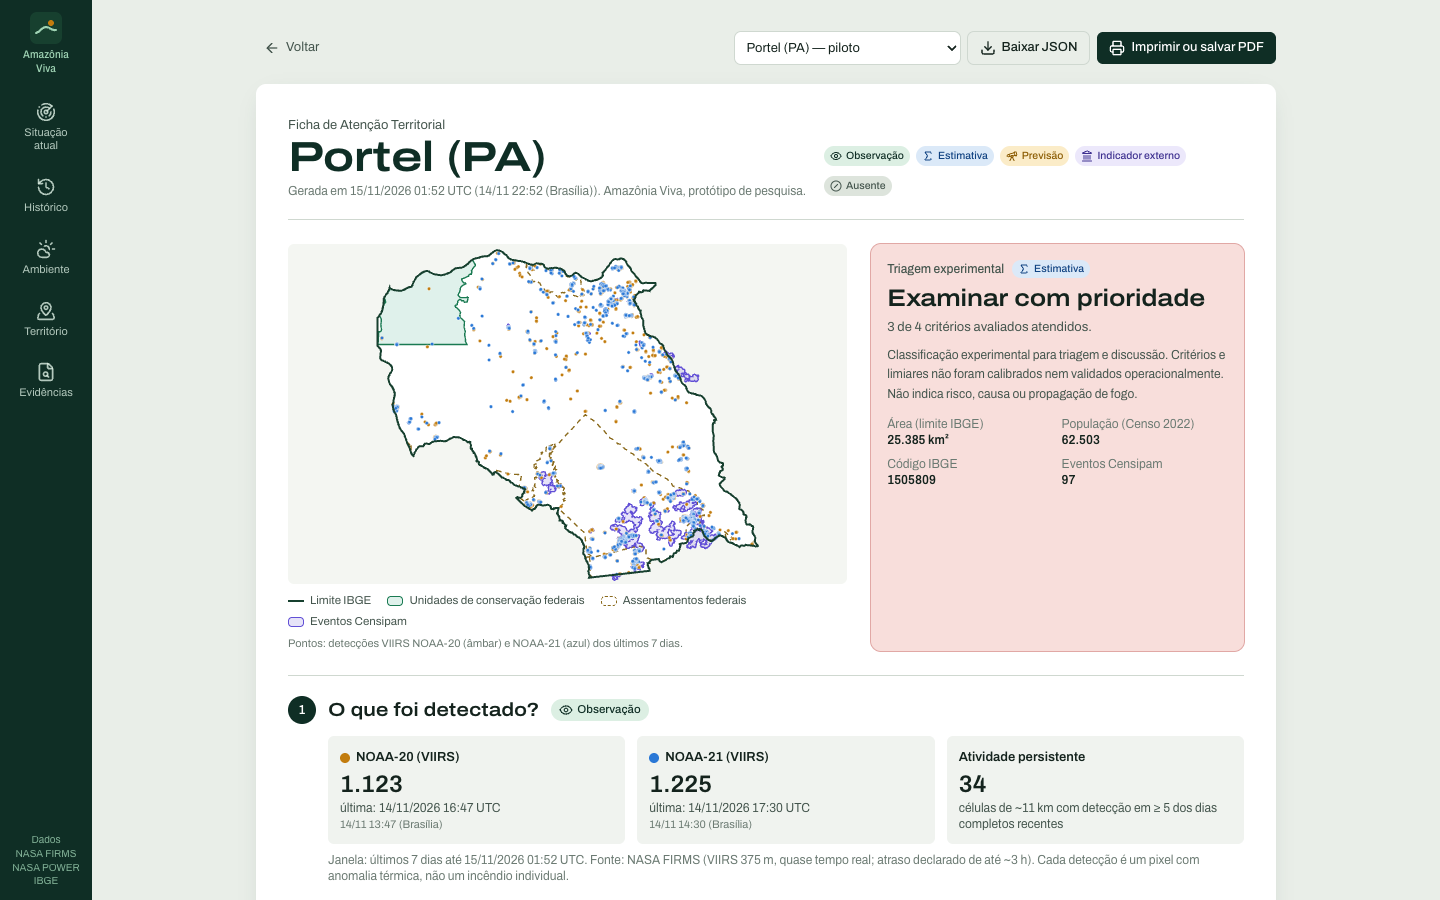 Amazônia
Viva
Situação
atual
Histórico
Ambiente
Território
Evidências
Dados
NASA FIRMS
NASA POWER
IBGE
Voltar
Portel (PA) — piloto
Baixar JSON
Imprimir ou salvar PDF
Ficha de Atenção Territorial
Portel (PA)
Gerada em 15/11/2026 01:52 UTC (14/11 22:52 (Brasília)). Amazônia Viva, protótipo de pesquisa.
Observação
Estimativa
Previsão
Indicador externo
Ausente
Limite IBGE
Unidades de conservação federais
Assentamentos federais
Eventos Censipam
Pontos: detecções VIIRS NOAA-20 (âmbar) e NOAA-21 (azul) dos últimos 7 dias.
Triagem experimental
Estimativa
Examinar com prioridade
3 de 4 critérios avaliados atendidos.
Classificação experimental para triagem e discussão. Critérios e
limiares não foram calibrados nem validados operacionalmente.
Não indica risco, causa ou propagação de fogo.
Área (limite IBGE)
25.385 km²
População (Censo 2022)
62.503
Código IBGE
1505809
Eventos Censipam
97
1
O que foi detectado?
Observação
NOAA-20 (VIIRS)
1.123
última: 14/11/2026 16:47 UTC
14/11 13:47 (Brasília)
NOAA-21 (VIIRS)
1.225
última: 14/11/2026 17:30 UTC
14/11 14:30 (Brasília)
Atividade persistente
34
células de ~11 km com detecção em ≥ 5 dos dias
completos recentes
Janela: últimos 7 dias até 15/11/2026 01:52 UTC. Fonte: NASA FIRMS (VIIRS 375 m, quase tempo real; atraso declarado de até ~3 h). Cada detecção é um pixel com
anomalia térmica, não um incêndio individual.